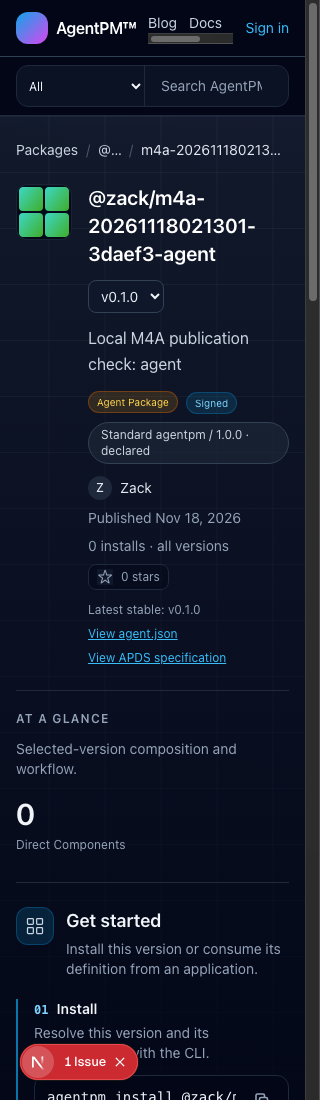 AgentPM™ Blog Docs Sign in
All Search AgentPM
Packages / @… / m4a-202611180213…
@zack/m4a-
20261118021301-
3daef3-agent
v0.1.0
Local M4A publication
check: agent
Agent Package Signed
Standard agentpm / 1.0.0 ·
declared
Z Zack
Published Nov 18, 2026
0 installs · all versions
0 stars
Latest stable: v0.1.0
View agent.json
View APDS specification
AT A GLANCE
Selected-version composition and
workflow.
0
Direct Components
Get started
Install this version or consume its
definition from an application.
01 Install
Resolve this version and its
with the CLI.
N 1 Issue ×
agentpm install @zack/